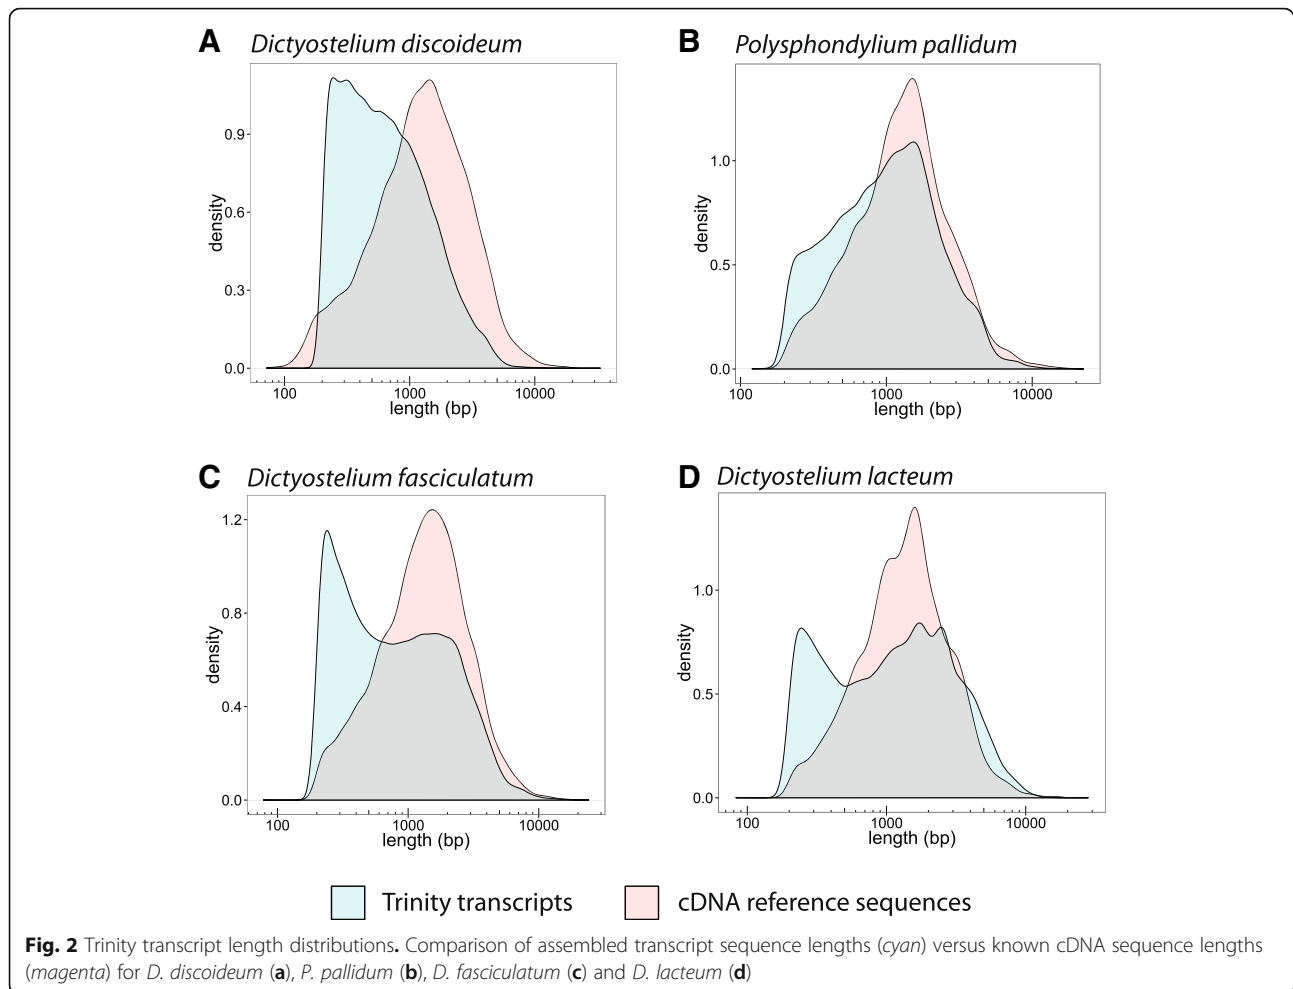 A Dictyostelium discoideum
density
0.9
0.6
0.3
0.0
100 1000 10000
length (bp)
B Polysphondylium pallidum
density
1.0
0.5
0.0
100 1000 10000
length (bp)
C Dictyostelium fasciculatum
density
1.2
0.8
0.4
0.0
100 1000 10000
length (bp)
D Dictyostelium lacteum
density
1.0
0.5
0.0
100 1000 10000
length (bp)
Trinity transcripts cDNA reference sequences
Fig. 2 Trinity transcript length distributions. Comparison of assembled transcript sequence lengths (cyan) versus known cDNA sequence lengths
(magenta) for D. discoideum (a), P. pallidum (b), D. fasciculatum (c) and D. lacteum (d)